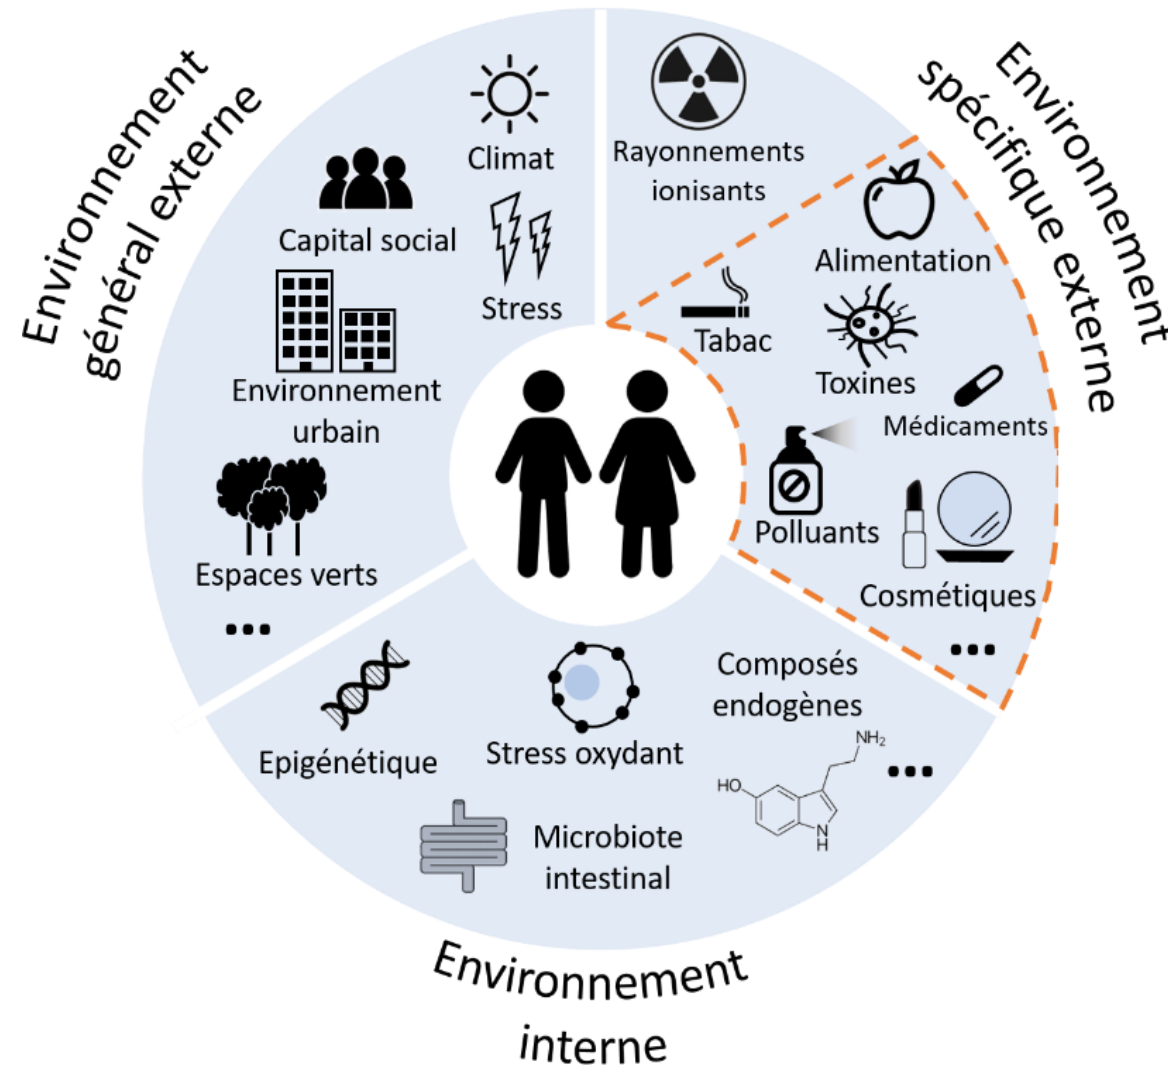 Environnement
général externe
Climat
Capital social
Stress
Environnement
urbain
Espaces verts
...
Environnement
spécifique externe
Rayonnements
ionisants
Alimentation
Tabac
Toxines
Médicaments
Polluants
Cosmétiques
...
Epigénétique
Stress oxydant
Composés
endogènes
NH₂
HO
N
H
...
Microbiote
intestinal
Environnement
interne